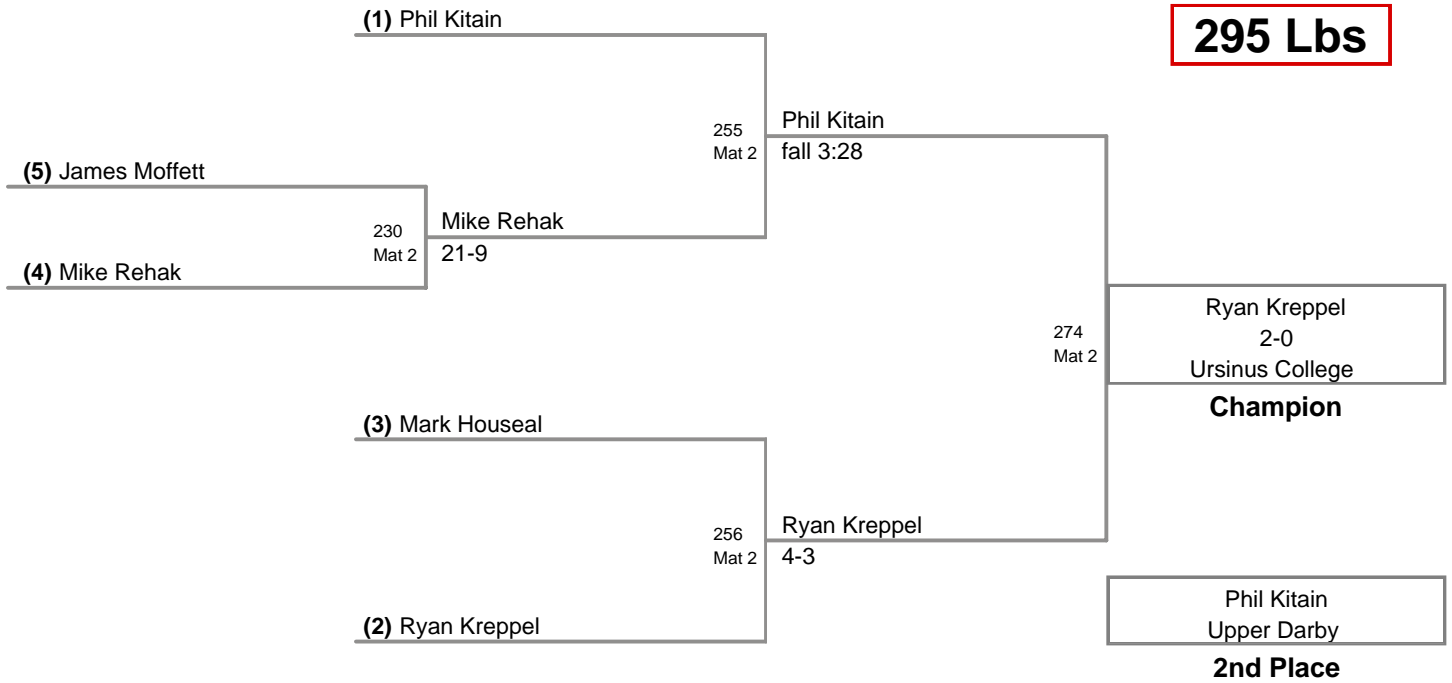 (1) Phil Kitain
295 Lbs
255
Mat 2
Phil Kitain
fall 3:28
(5) James Moffett
230
Mat 2
Mike Rehak
21-9
(4) Mike Rehak
274
Mat 2
Ryan Kreppel
2-0
Ursinus College
Champion
(3) Mark Houseal
256
Mat 2
Ryan Kreppel
4-3
(2) Ryan Kreppel
Phil Kitain
Upper Darby
2nd Place